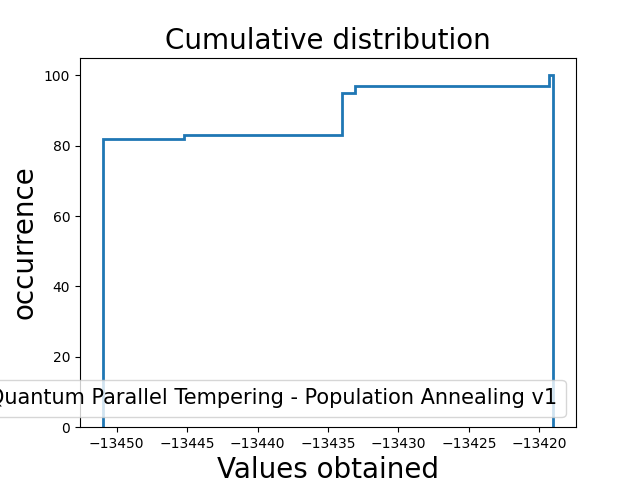 Cumulative distribution
occurrence
100
80
60
40
20
0
Parallel Tempering - Population Annealing v1
−13450 −13445 −13440 −13435 −13430 −13425 −13420
Values obtained